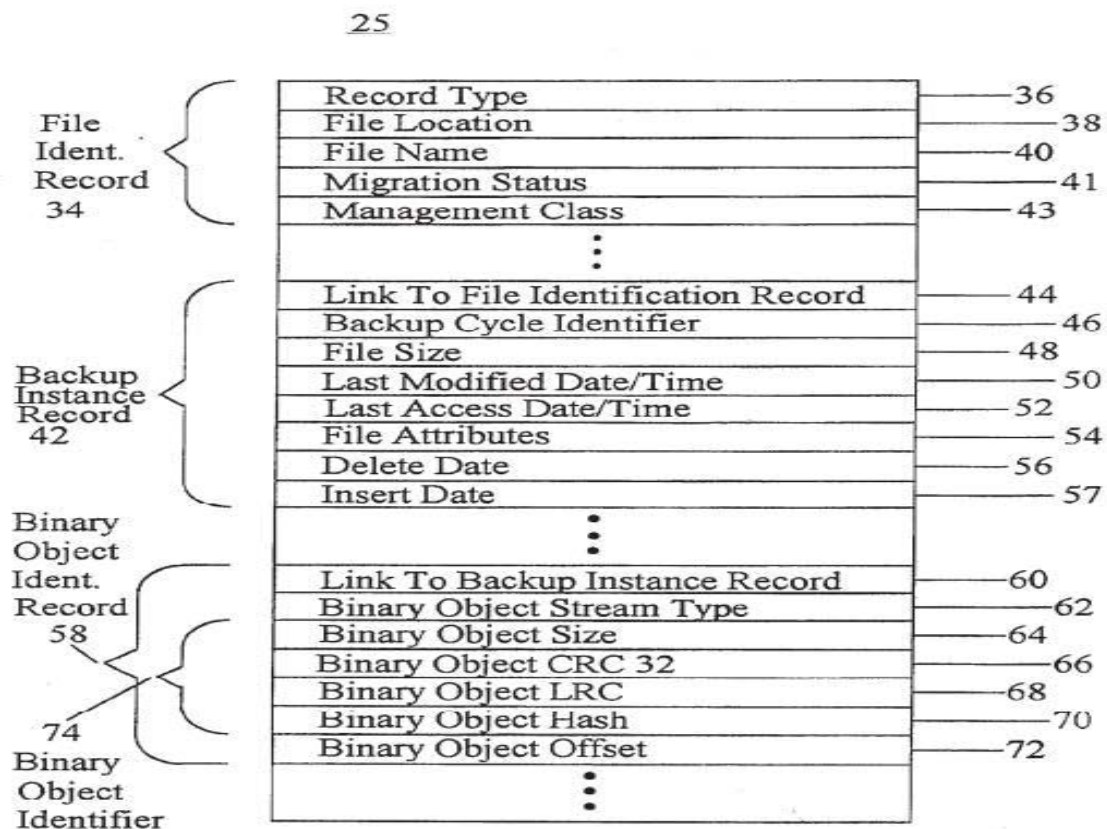 25
File
Ident.
Record
34
Record Type
36
File Location
38
File Name
40
Migration Status
41
Management Class
43
Backup
Instance
Record
42
Link To File Identification Record
44
Backup Cycle Identifier
46
File Size
48
Last Modified Date/Time
50
Last Access Date/Time
52
File Attributes
54
Delete Date
56
Insert Date
57
Binary
Object
Ident.
Record
58
Link To Backup Instance Record
60
Binary Object Stream Type
62
Binary Object Size
64
Binary Object CRC 32
66
Binary Object LRC
68
Binary Object Hash
70
Binary Object Offset
72
74
Binary
Object
Identifier